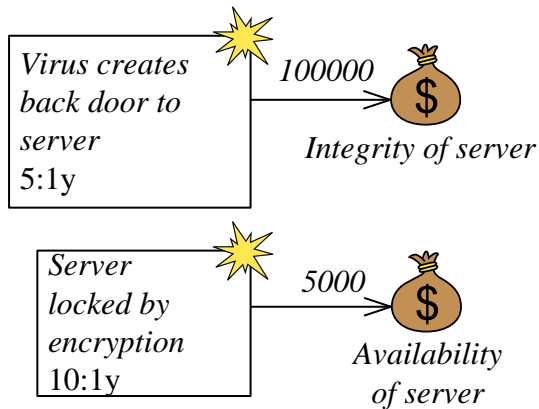 Virus creates
back door to
server
5:1y
100000
$
Integrity of server
Server
locked by
encryption
10:1y
5000
$
Availability
of server